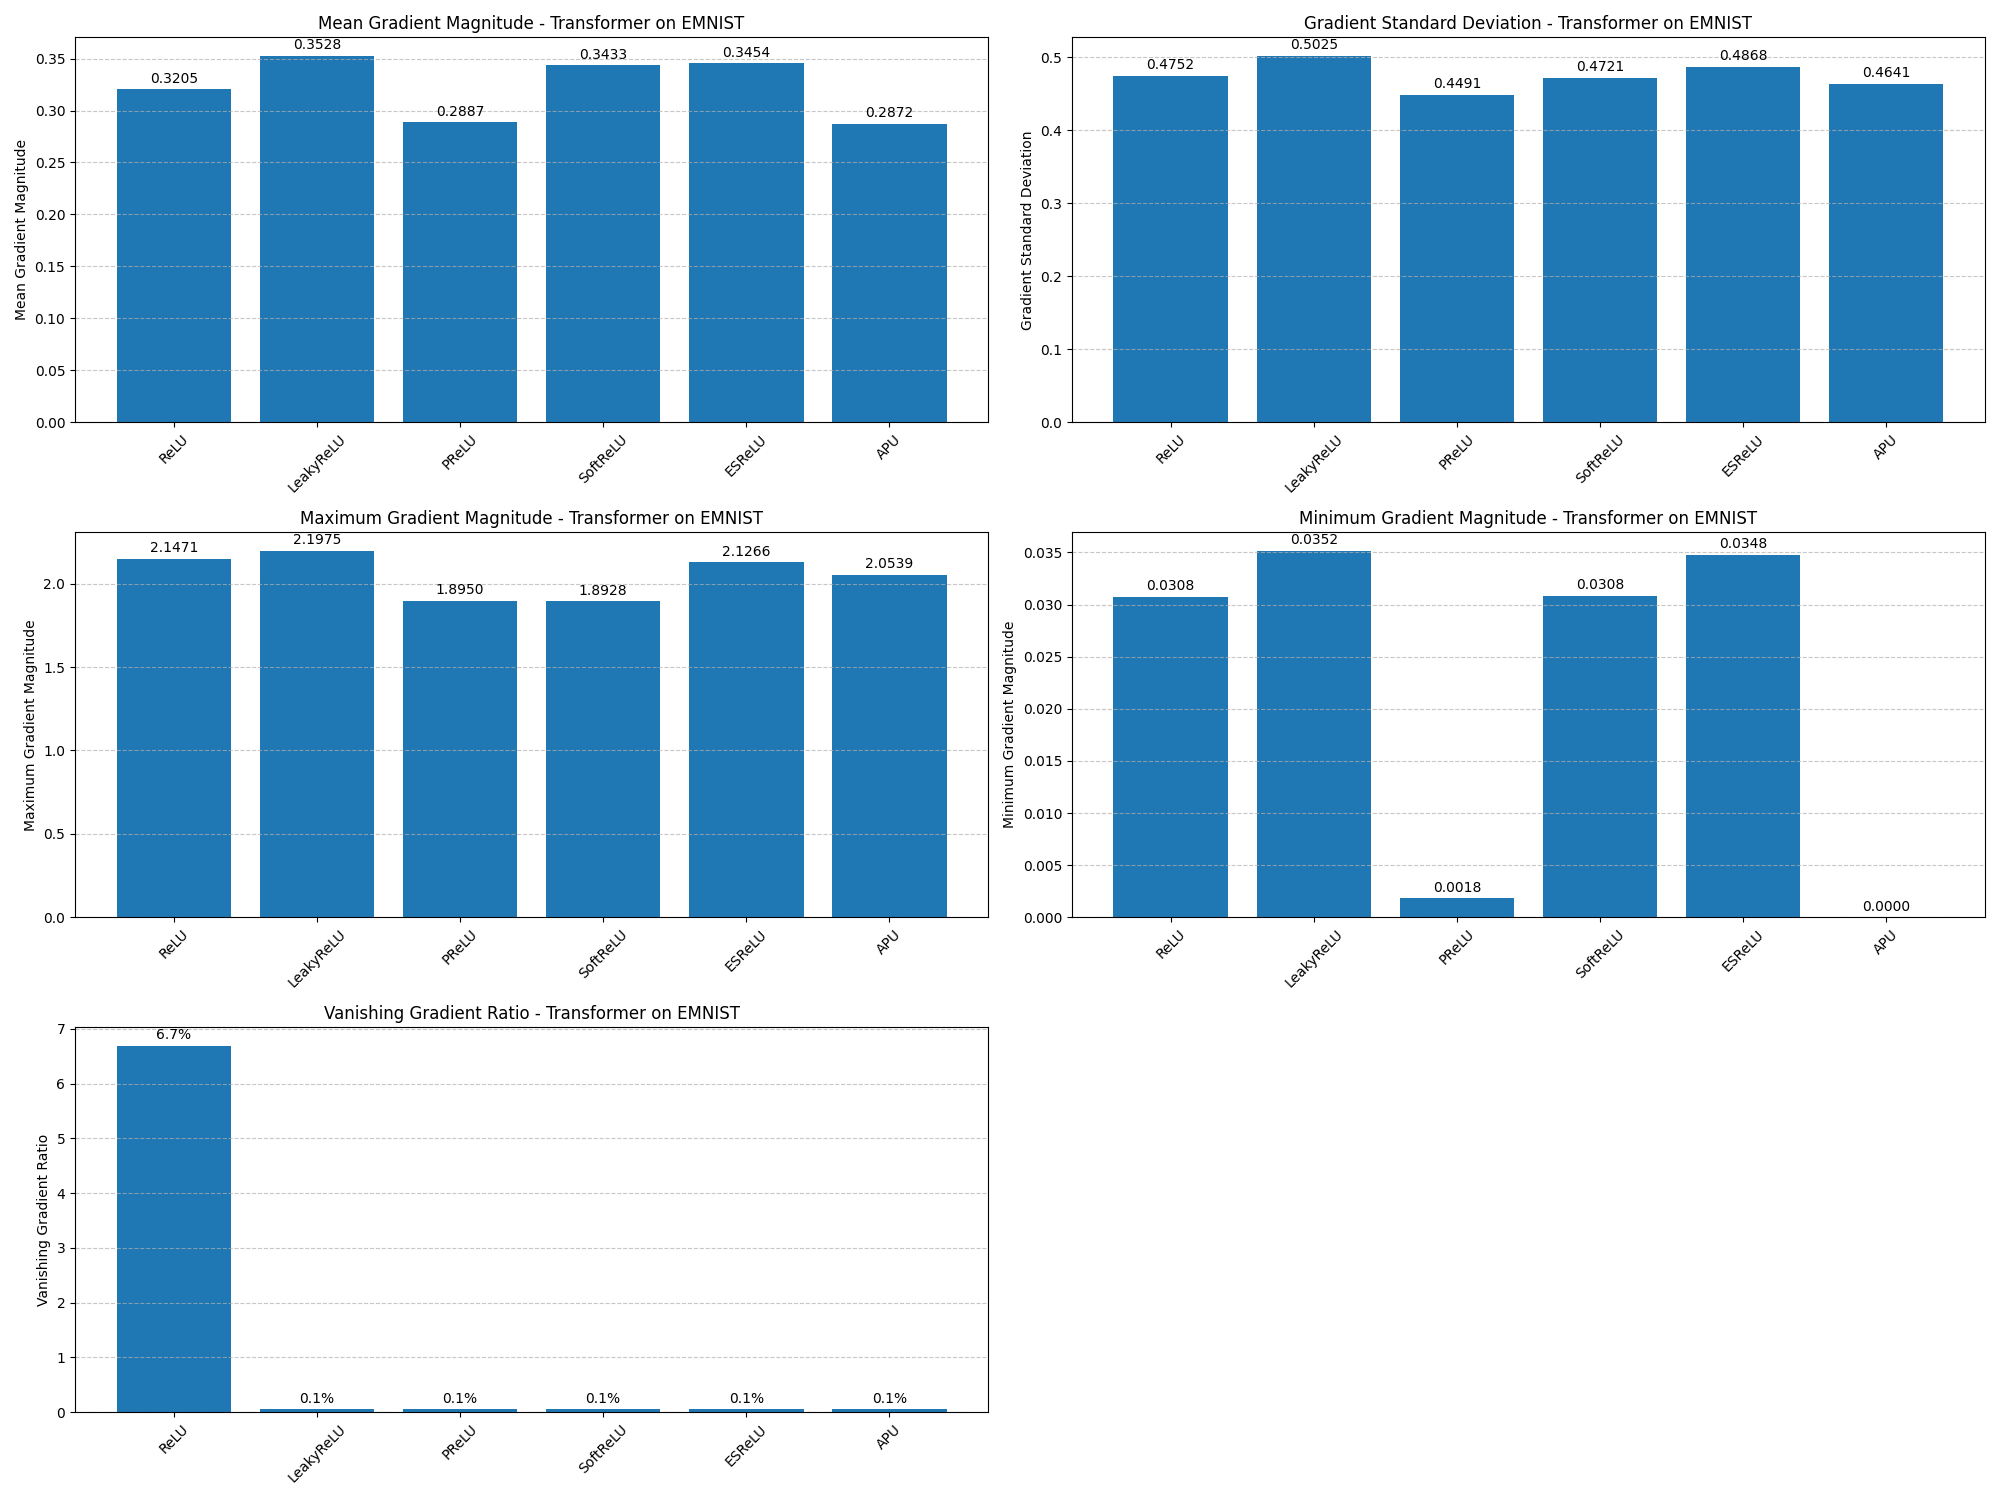 Mean Gradient Magnitude - Transformer on EMNIST
Mean Gradient Magnitude
0.35
0.30
0.25
0.20
0.15
0.10
0.05
0.00
0.3205
0.3528
0.2887
0.3433
0.3454
0.2872
ReLU
LeakyReLU
PReLU
SoftReLU
ESReLU
APU
Gradient Standard Deviation - Transformer on EMNIST
Gradient Standard Deviation
0.5
0.4
0.3
0.2
0.1
0.0
0.4752
0.5025
0.4491
0.4721
0.4868
0.4641
ReLU
LeakyReLU
PReLU
SoftReLU
ESReLU
APU
Maximum Gradient Magnitude - Transformer on EMNIST
Maximum Gradient Magnitude
2.0
1.5
1.0
0.5
0.0
2.1471
2.1975
1.8950
1.8928
2.1266
2.0539
ReLU
LeakyReLU
PReLU
SoftReLU
ESReLU
APU
Minimum Gradient Magnitude - Transformer on EMNIST
Minimum Gradient Magnitude
0.035
0.030
0.025
0.020
0.015
0.010
0.005
0.000
0.0308
0.0352
0.0018
0.0308
0.0348
0.0000
ReLU
LeakyReLU
PReLU
SoftReLU
ESReLU
APU
Vanishing Gradient Ratio - Transformer on EMNIST
Vanishing Gradient Ratio
7
6
5
4
3
2
1
0
6.7%
0.1%
0.1%
0.1%
0.1%
0.1%
ReLU
LeakyReLU
PReLU
SoftReLU
ESReLU
APU